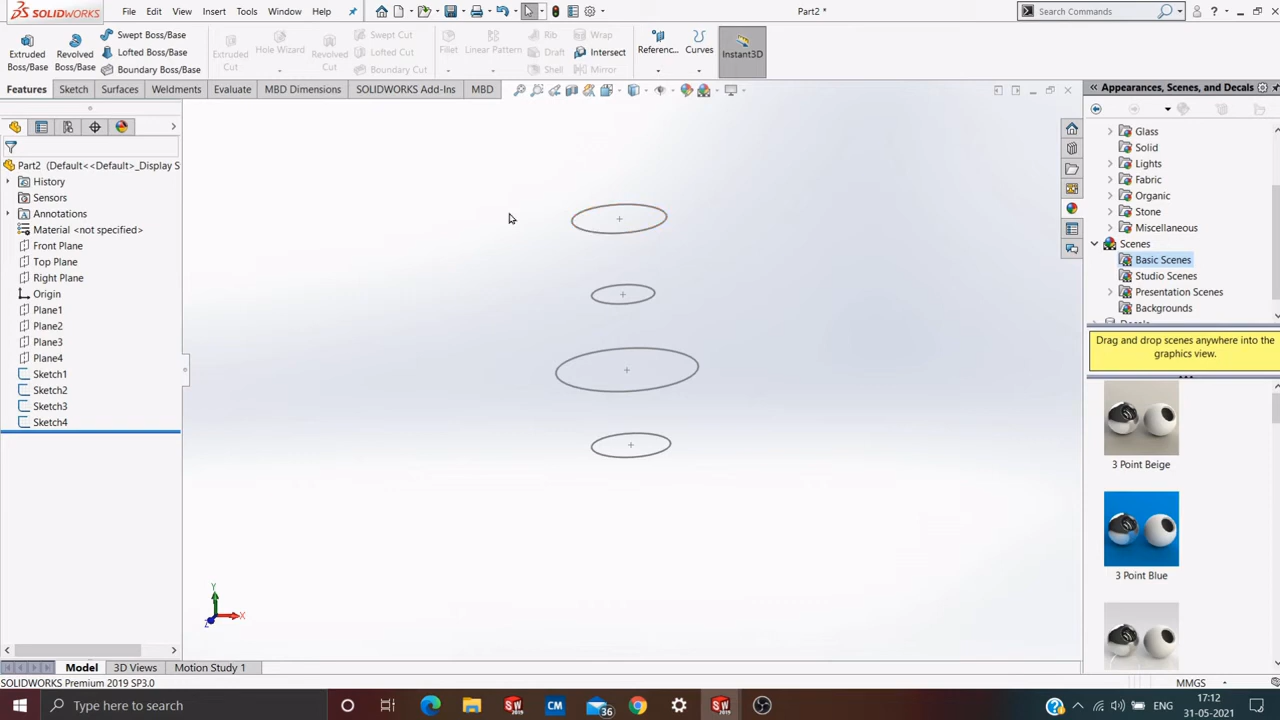 SOLIDWORKS File Edit View Insert Tools Window Help Part2 * Search Commands
Extruded Boss/Base Revolved Boss/Base Swept Boss/Base Extruded Cut Hole Wizard Revolved Cut Swept Cut Fillet Linear Pattern Rib Wrap Referenc... Curves Instant3D
Lofted Boss/Base Lofted Cut Draft Intersect
Boundary Boss/Base Boundary Cut Shell Mirror
Features Sketch Surfaces Weldments Evaluate MBD Dimensions SOLIDWORKS Add-Ins MBD
Appearances, Scenes, and Decals
Part2 (Default<<Default>_Display S
History
Sensors
Annotations
Material <not specified>
Front Plane
Top Plane
Right Plane
Origin
Plane1
Plane2
Plane3
Plane4
Sketch1
Sketch2
Sketch3
Sketch4
Y
X
Z
Glass
Solid
Lights
Fabric
Organic
Stone
Miscellaneous
Scenes
Basic Scenes
Studio Scenes
Presentation Scenes
Backgrounds
Drag and drop scenes anywhere into the
graphics view.
3 Point Beige
3 Point Blue
Model 3D Views Motion Study 1
SOLIDWORKS Premium 2019 SP3.0 MMGS
Type here to search 36 ENG 17:12
31-05-2021